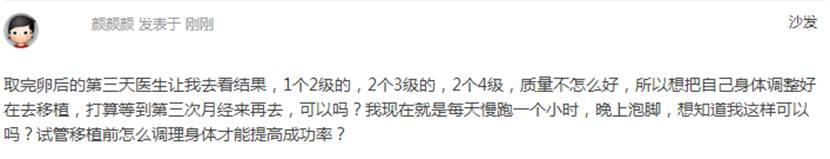 颜颜颜 发表于 刚刚 沙发
取完卵后的第三天医生让我去看结果，1个2级的，2个3级的，2个4级，质量不怎么好，所以想把自己身体调整好
在去移植，打算等到第三次月经来再去，可以吗？我现在就是每天慢跑一个小时，晚上泡脚，想知道我这样可以
吗？试管移植前怎么调理身体才能提高成功率？